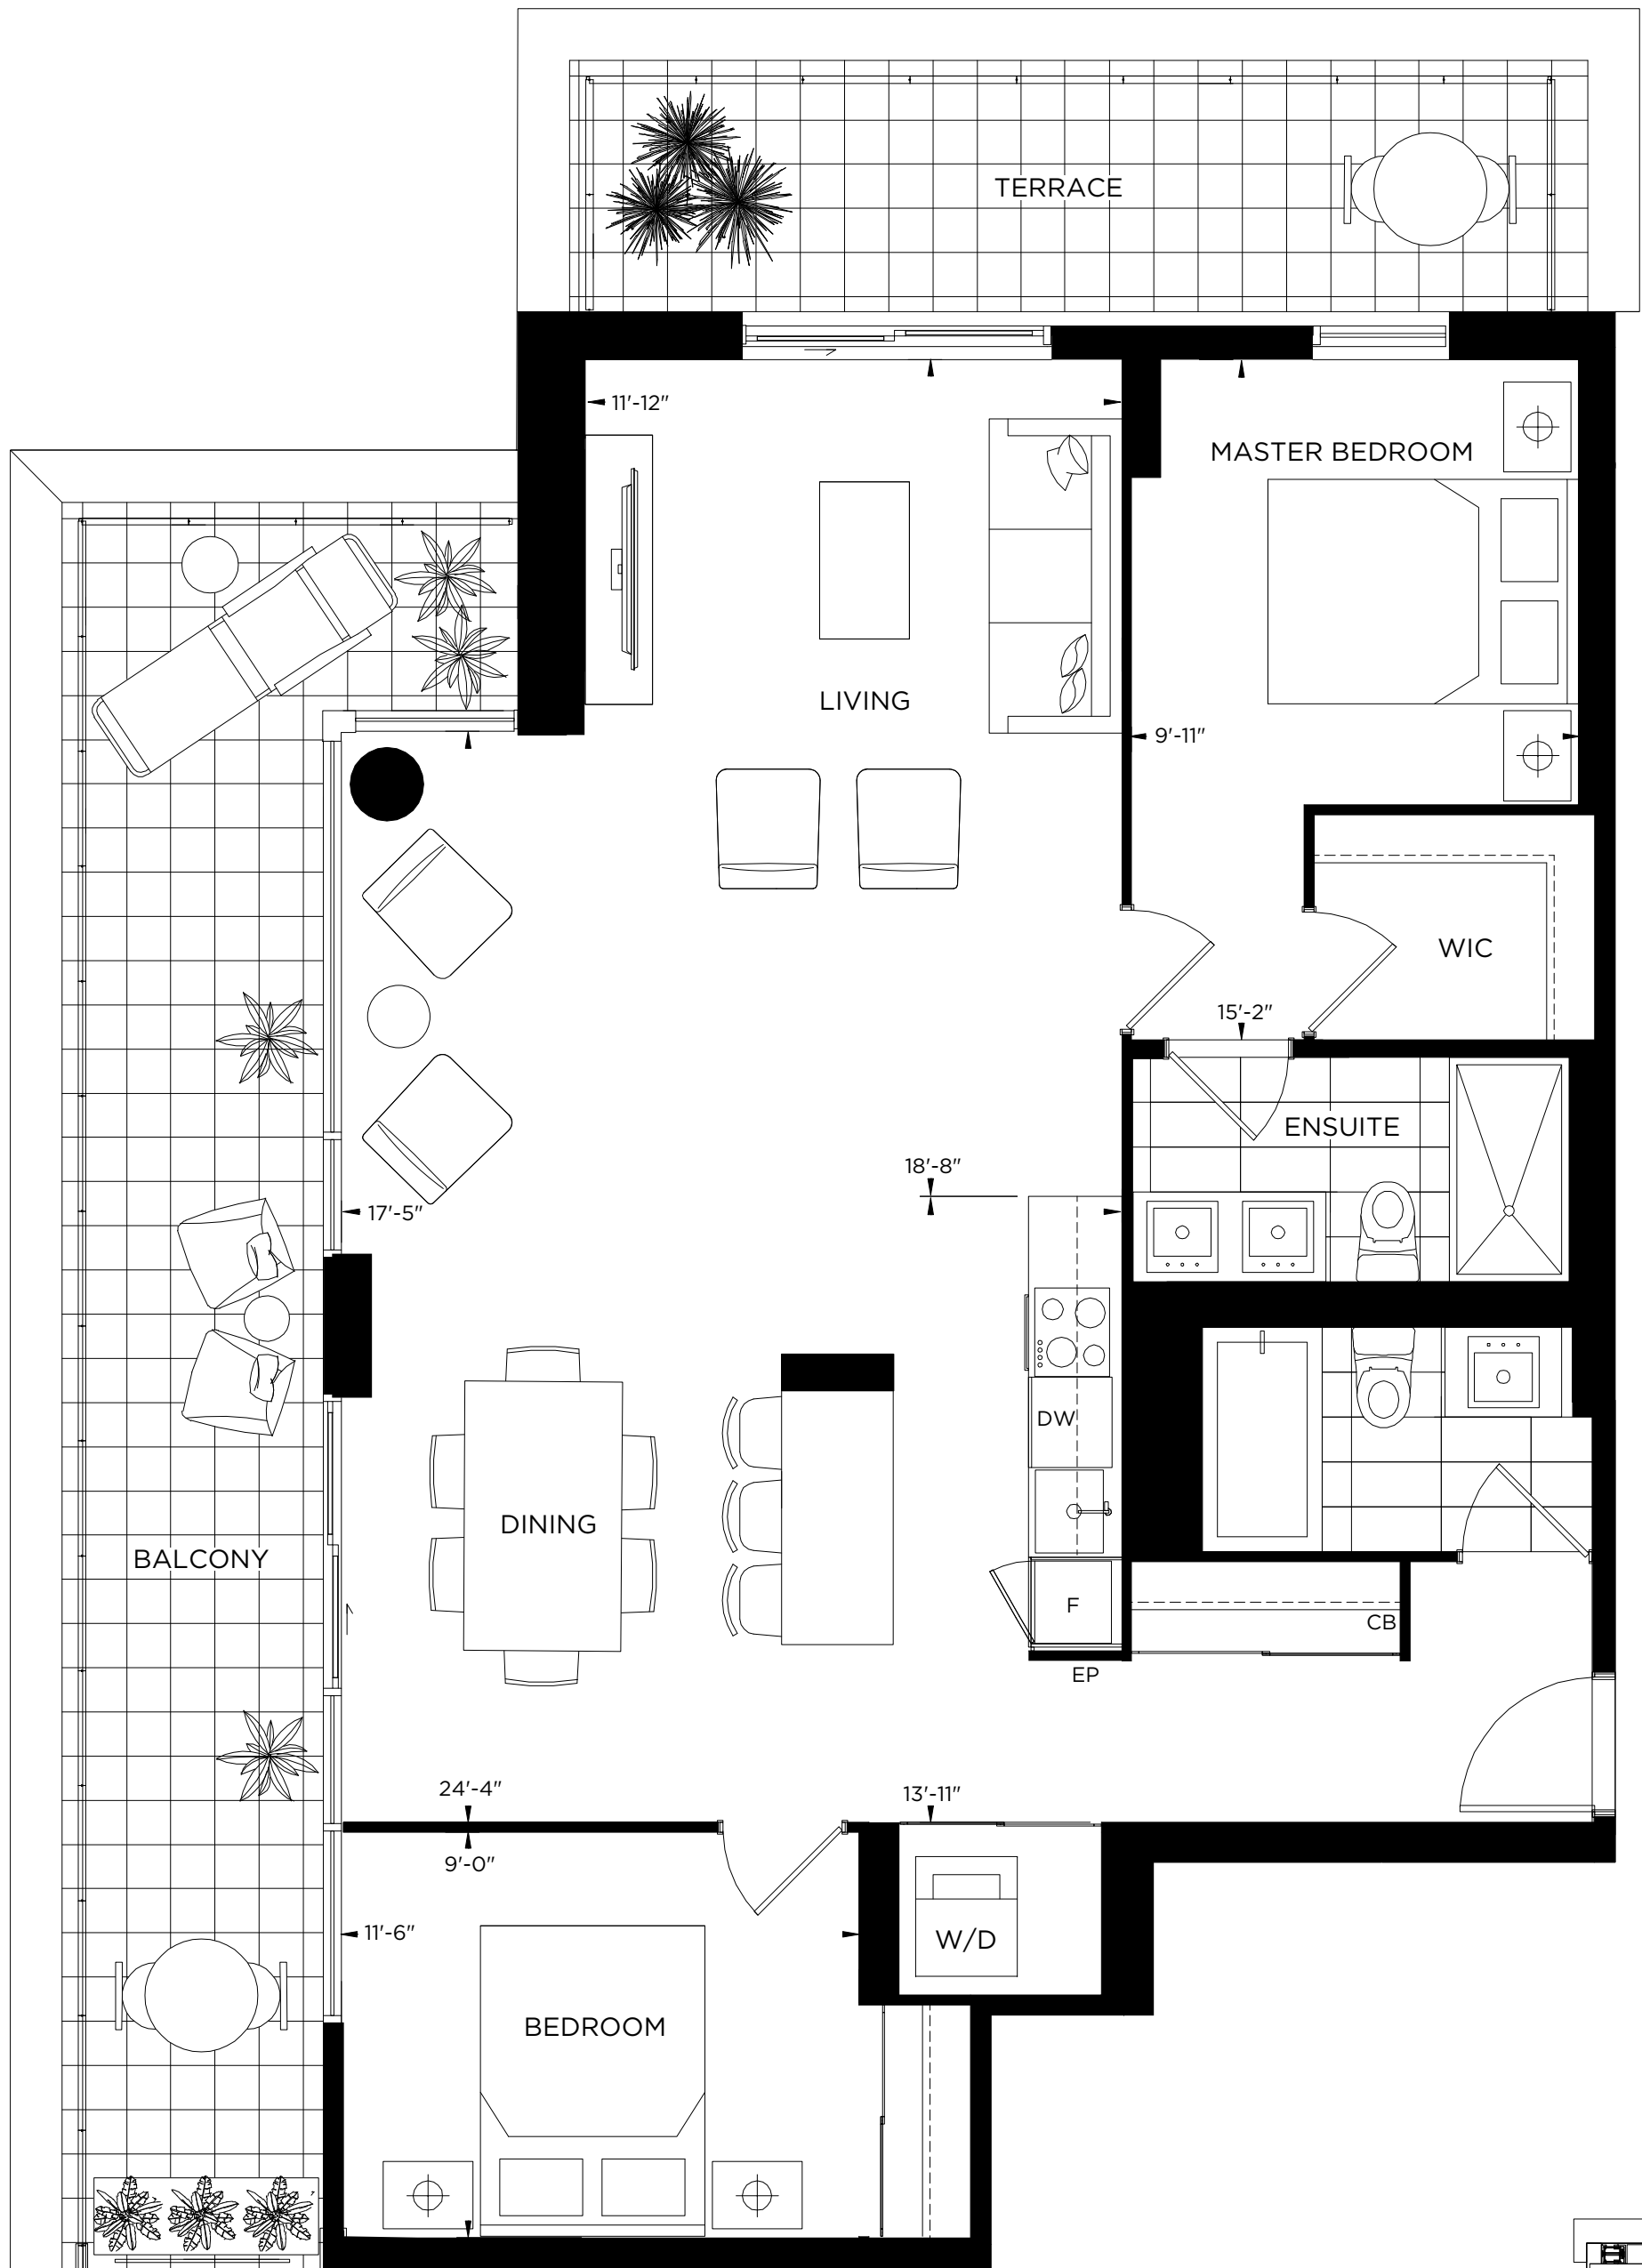 TERRACE
11'-12"
MASTER BEDROOM
LIVING
9'-11"
WIC
15'-2"
ENSUITE
18'-8"
17'-5"
DW
DINING
BALCONY
F
CB
EP
24'-4"
13'-11"
9'-0"
11'-6"
W/D
BEDROOM